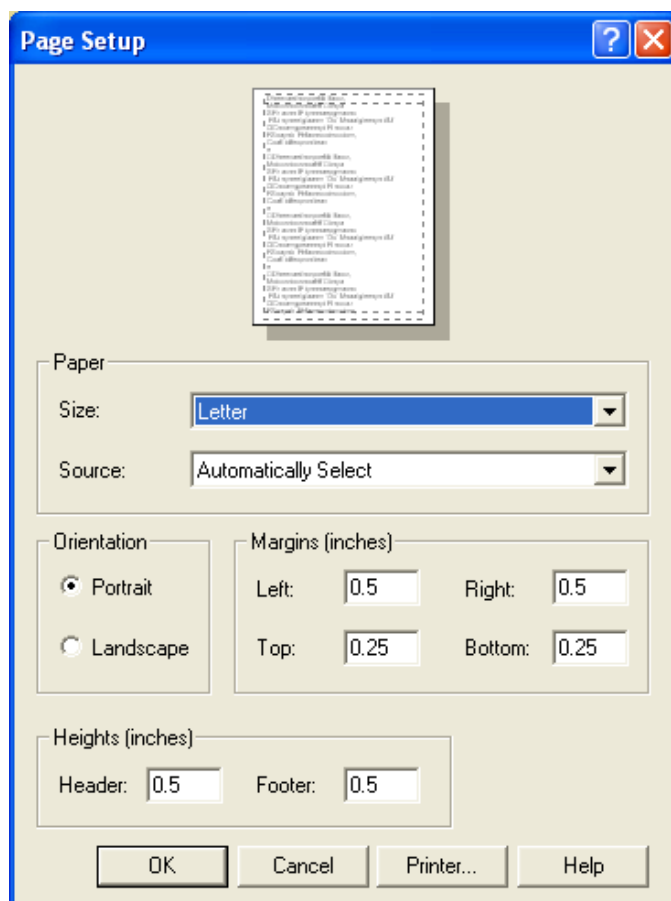 Page Setup
Paper
Size: Letter
Source: Automatically Select
Orientation Margins (inches)
Portrait Left: 0.5 Right: 0.5
Landscape Top: 0.25 Bottom: 0.25
Heights (inches)
Header: 0.5 Footer: 0.5
OK Cancel Printer... Help